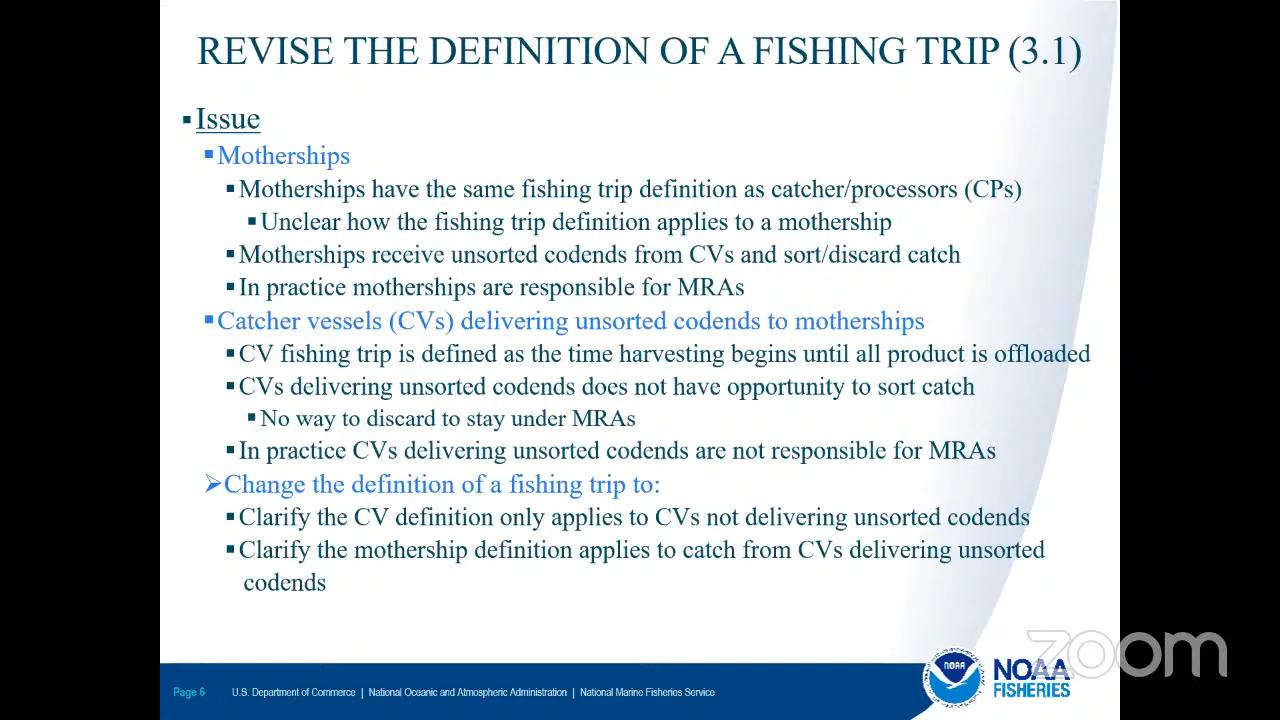 REVISE THE DEFINITION OF A FISHING TRIP (3.1)
▪Issue
▪Motherships
▪Motherships have the same fishing trip definition as catcher/processors (CPs)
▪Unclear how the fishing trip definition applies to a mothership
▪Motherships receive unsorted codends from CVs and sort/discard catch
▪In practice motherships are responsible for MRAs
▪Catcher vessels (CVs) delivering unsorted codends to motherships
▪CV fishing trip is defined as the time harvesting begins until all product is offloaded
▪CVs delivering unsorted codends does not have opportunity to sort catch
▪No way to discard to stay under MRAs
▪In practice CVs delivering unsorted codends are not responsible for MRAs
➢Change the definition of a fishing trip to:
▪Clarify the CV definition only applies to CVs not delivering unsorted codends
▪Clarify the mothership definition applies to catch from CVs delivering unsorted
codends
zoom
NOAA
NOAA
FISHERIES
Page 6 U.S. Department of Commerce | National Oceanic and Atmospheric Administration | National Marine Fisheries Service